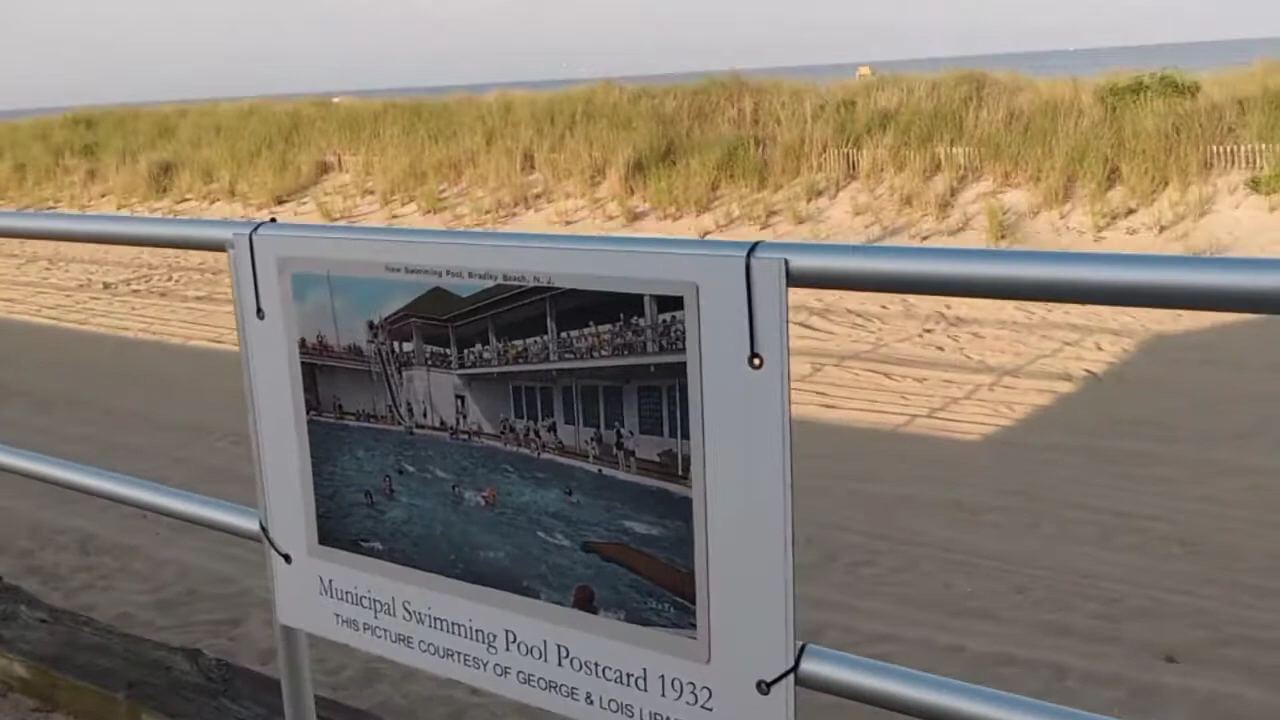 New Swimming Pool, Bradley Beach, N. J.
Municipal Swimming Pool Postcard 1932
THIS PICTURE COURTESY OF GEORGE & LOIS